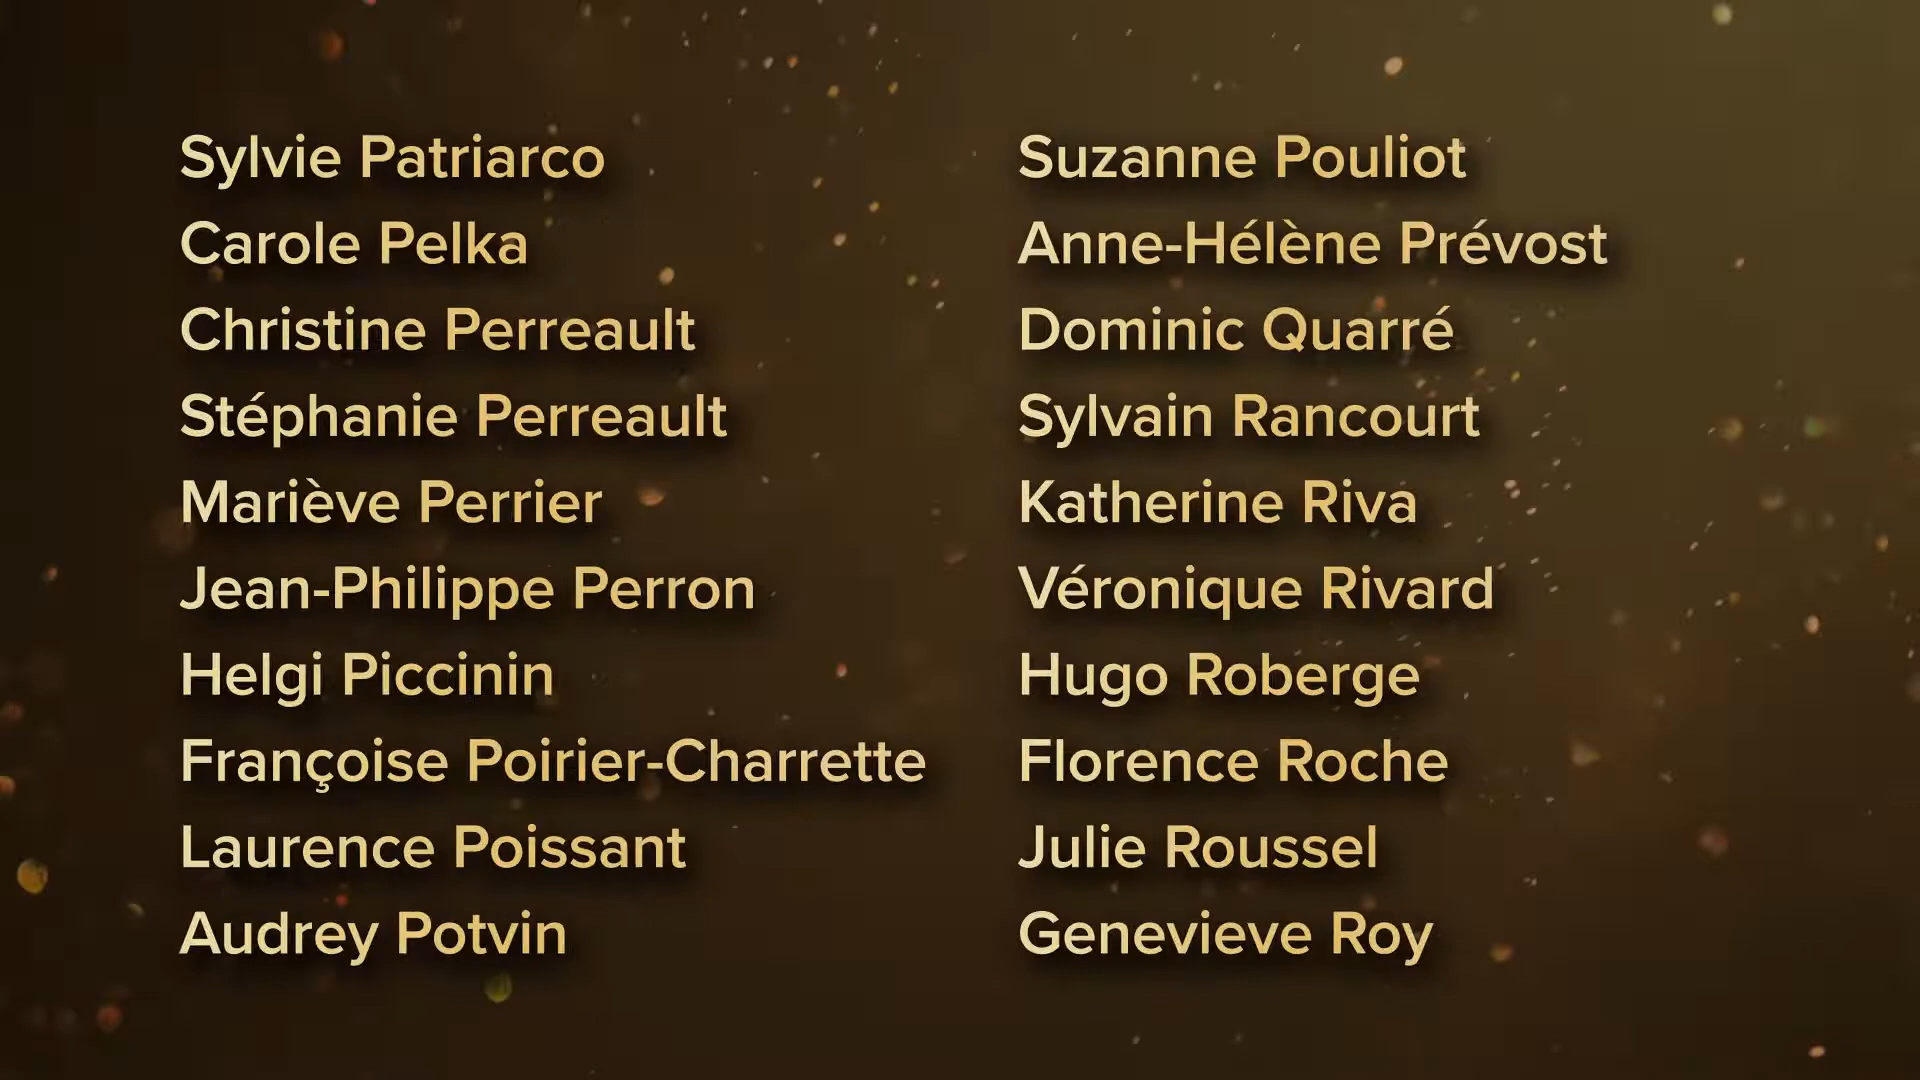 Sylvie Patriarco
Carole Pelka
Christine Perreault
Stéphanie Perreault
Mariève Perrier
Jean-Philippe Perron
Helgi Piccinin
Françoise Poirier-Charrette
Laurence Poissant
Audrey Potvin
Suzanne Pouliot
Anne-Hélène Prévost
Dominic Quarré
Sylvain Rancourt
Katherine Riva
Véronique Rivard
Hugo Roberge
Florence Roche
Julie Roussel
Genevieve Roy